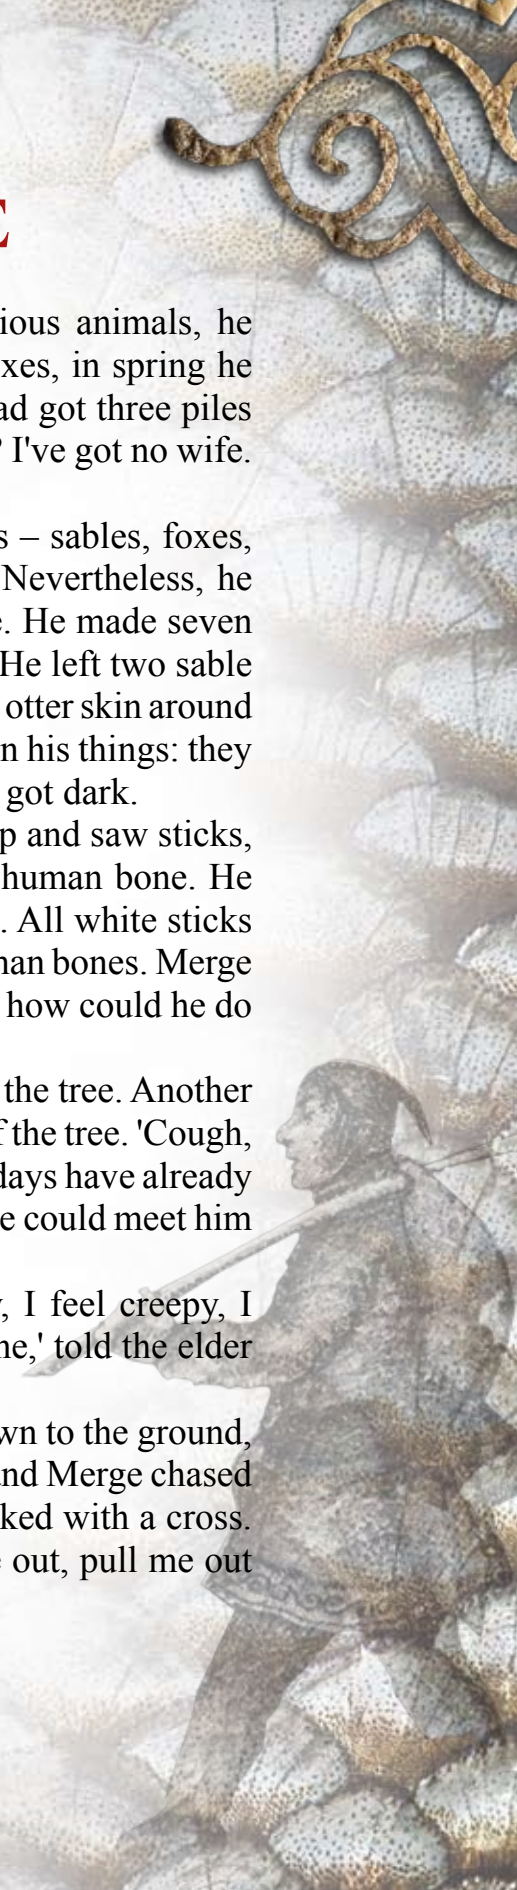 E
ious animals, he
xes, in spring he
ad got three piles
' I've got no wife.
s – sables, foxes,
Nevertheless, he
e. He made seven
He left two sable
otter skin around
n his things: they
got dark.
p and saw sticks,
human bone. He
. All white sticks
nan bones. Merge
how could he do
the tree. Another
f the tree. 'Cough,
days have already
e could meet him
, I feel creepy, I
ne,' told the elder
wn to the ground,
and Merge chased
ked with a cross.
e out, pull me out